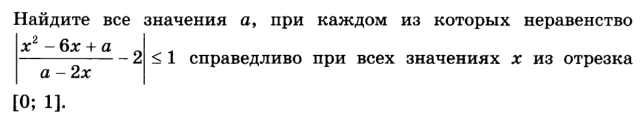 Найдите все значения a, при каждом из которых неравенство
|(x² − 6x + a)/(a − 2x) − 2| ≤ 1 справедливо при всех значениях x из отрезка
[0; 1].